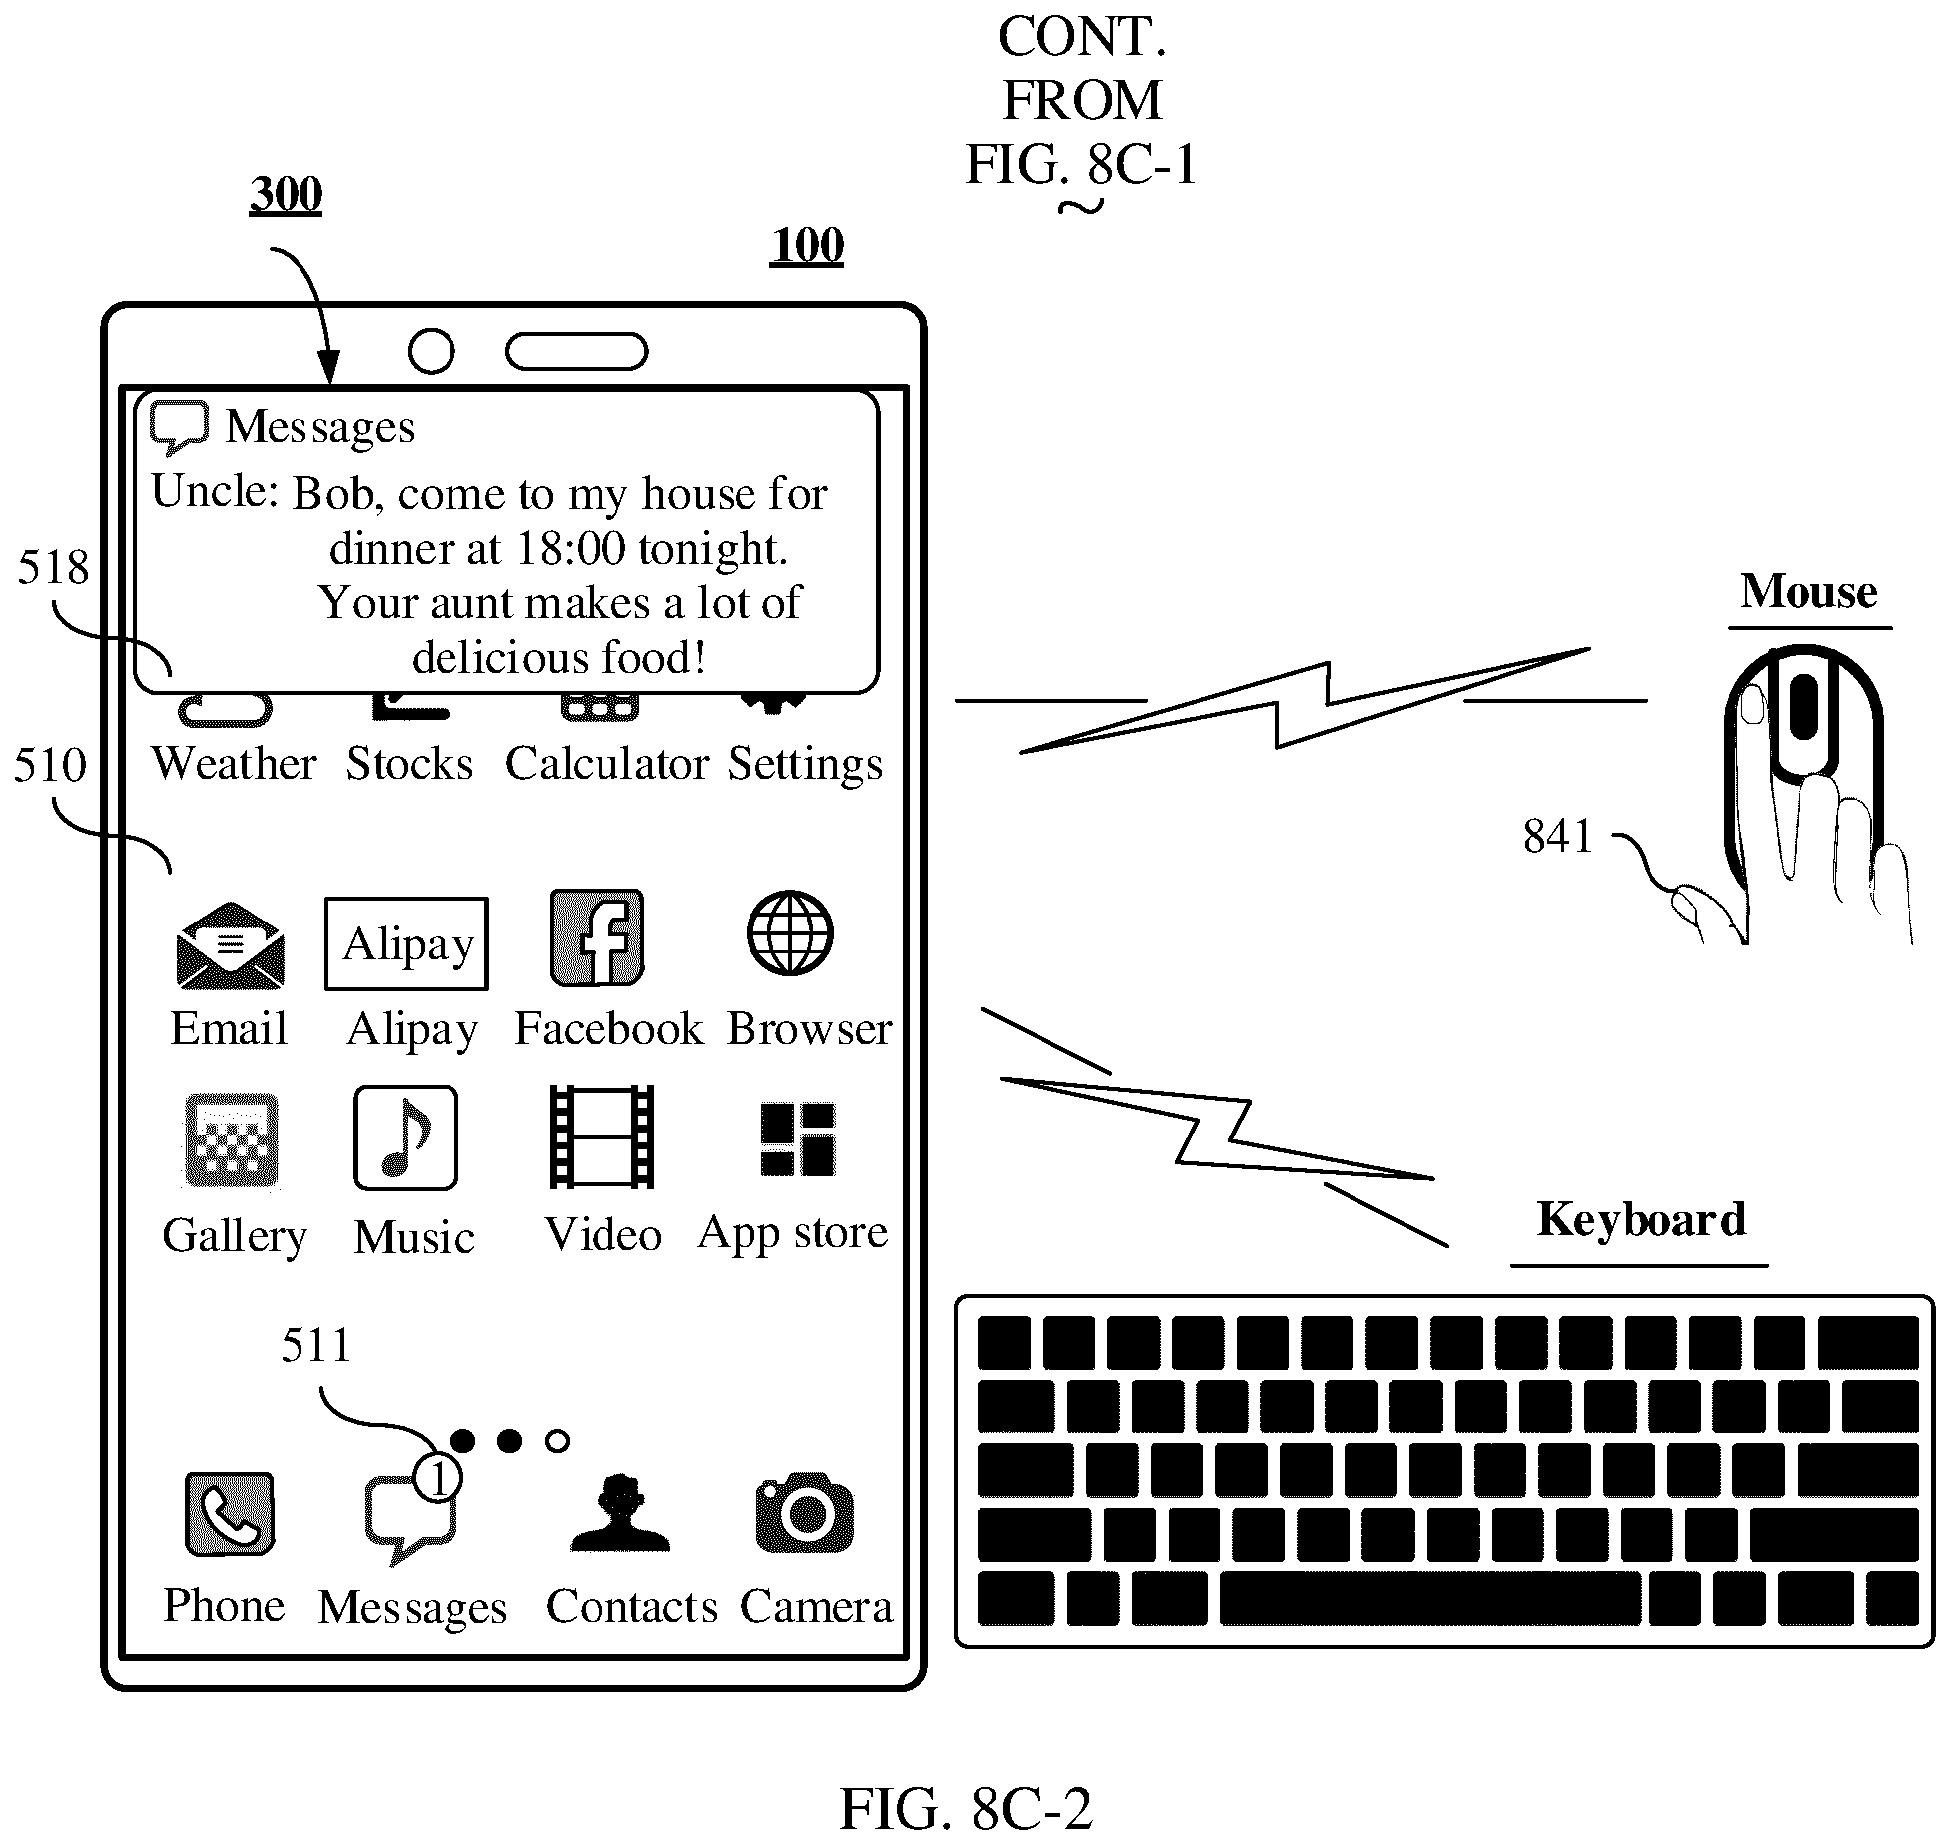 CONT.
FROM
FIG. 8C-1
300
100
Messages
Uncle: Bob, come to my house for
dinner at 18:00 tonight.
Your aunt makes a lot of
delicious food!
518
Mouse
Weather Stocks Calculator Settings
510
841
Alipay
Email Alipay Facebook Browser
Gallery Music Video App store
Keyboard
511
1
Phone Messages Contacts Camera
FIG. 8C-2